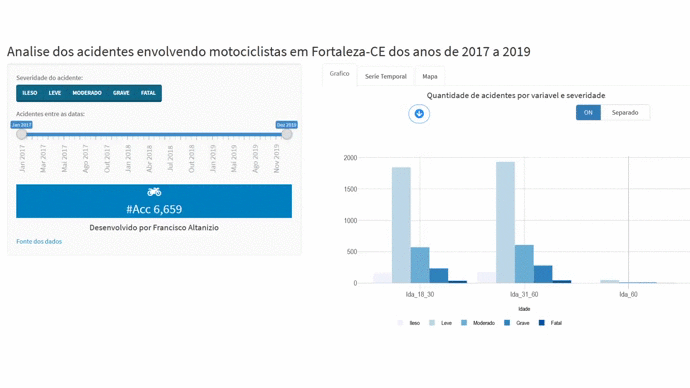 Analise dos acidentes envolvendo motociclistas em Fortaleza-CE dos anos de 2017 a 2019
Severidade do acidente:
ILESO LEVE MODERADO GRAVE FATAL
Acidentes entre as datas:
Jan 2017 Dez 2019
Jan 2017 Mar 2017 Mai 2017 Ago 2017 Out 2017 Jan 2018 Abr 2018 Jul 2018 Out 2018 Jan 2019 Mar 2019 Mai 2019 Ago 2019 Nov 2019
#Acc 6,659
Desenvolvido por Francisco Altanizio
Fonte dos dados
Grafico Serie Temporal Mapa
Quantidade de acidentes por variavel e severidade
ON Separado
2000
1500
1000
500
0
Ida_18_30 Ida_31_60 Ida_60
Idade
Ileso Leve Moderado Grave Fatal